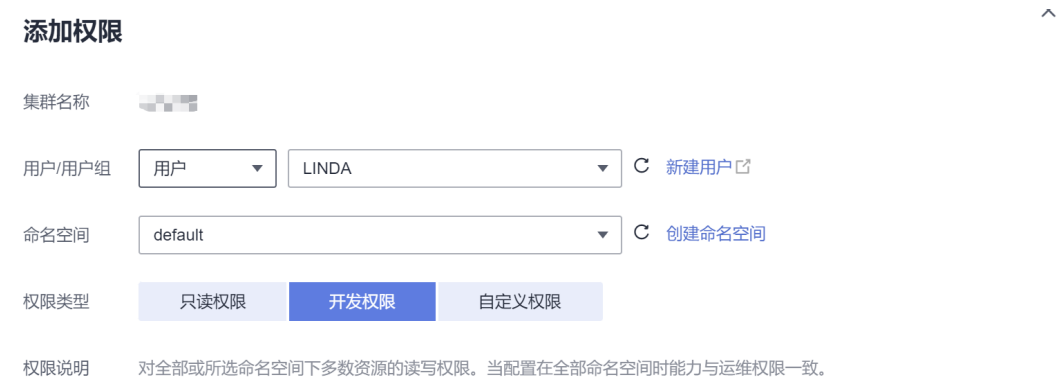 添加权限
集群名称
用户/用户组 用户 LINDA 新建用户
命名空间 default 创建命名空间
权限类型 只读权限 开发权限 自定义权限
权限说明 对全部或所选命名空间下多数资源的读写权限。当配置在全部命名空间时能力与运维权限一致。